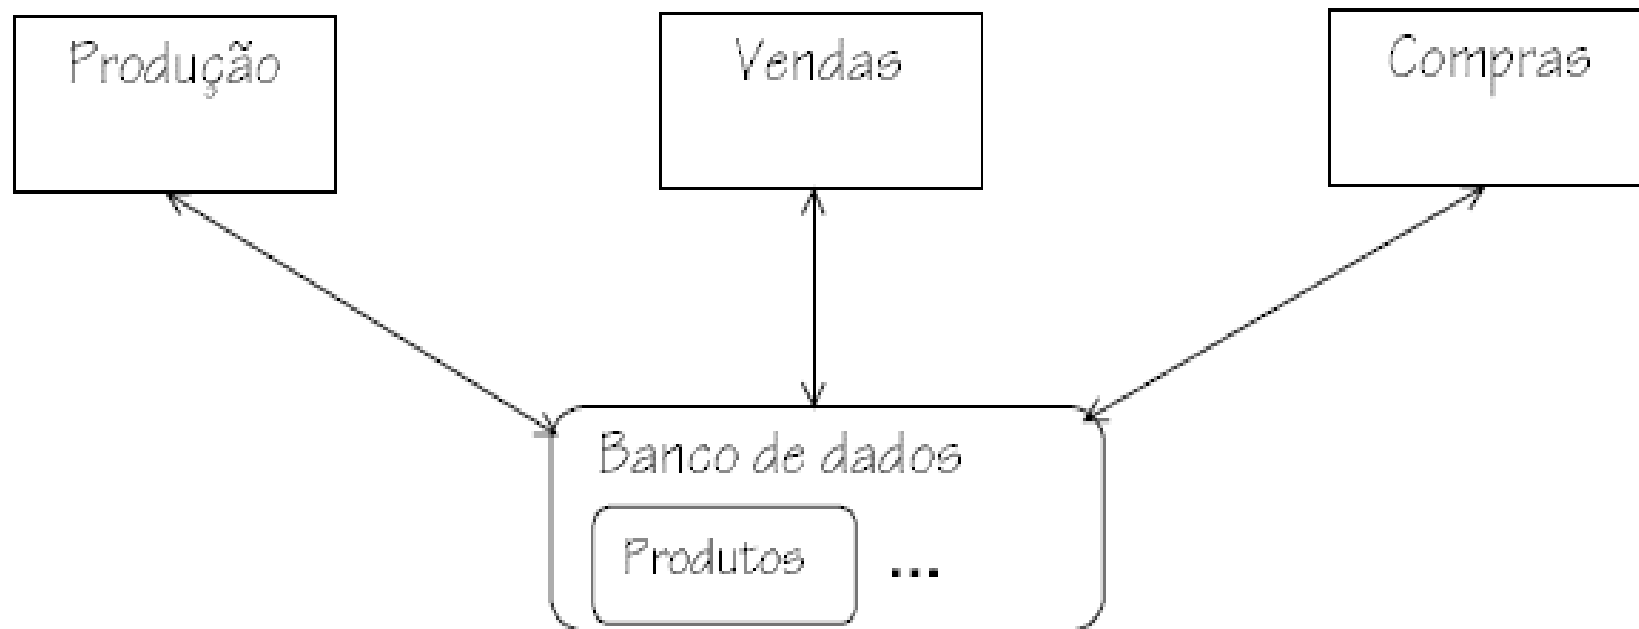 Produção
Vendas
Compras
Banco de dados
Produtos
...